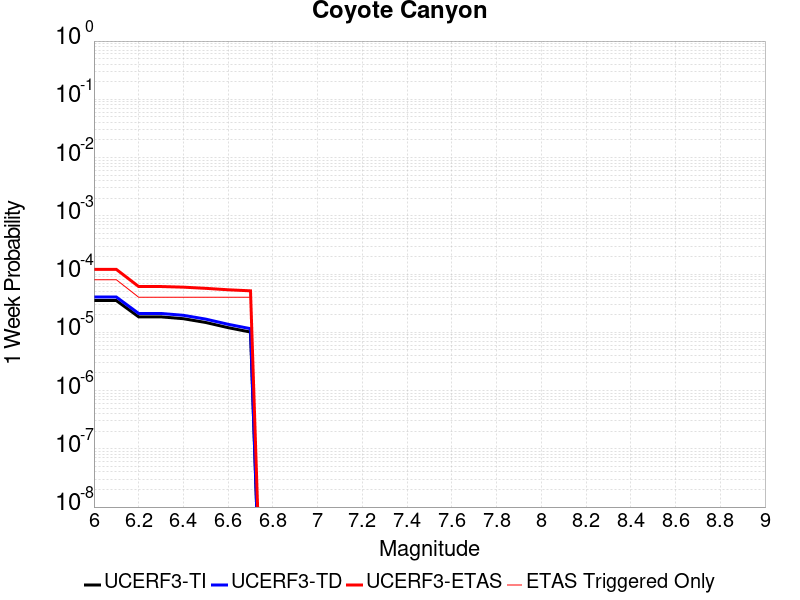 Coyote Canyon
10^0
10^-1
10^-2
10^-3
10^-4
10^-5
10^-6
10^-7
10^-8
1 Week Probability
6 6.2 6.4 6.6 6.8 7 7.2 7.4 7.6 7.8 8 8.2 8.4 8.6 8.8 9
Magnitude
UCERF3-TI UCERF3-TD UCERF3-ETAS ETAS Triggered Only